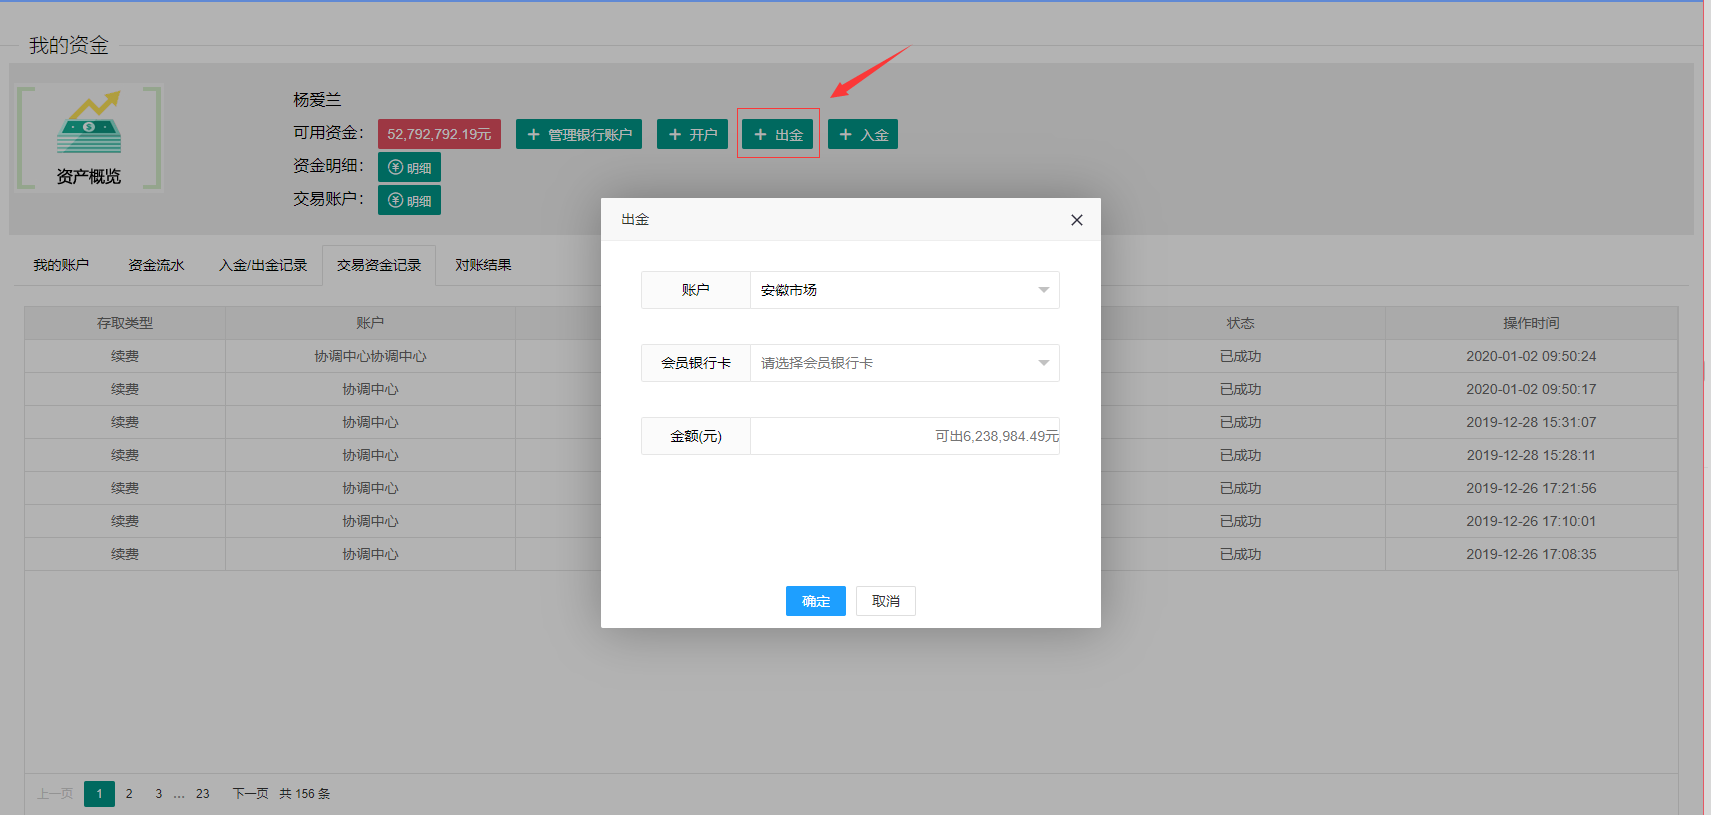 我的资金
资产概览
杨爱兰
可用资金： 52,792,792.19元 管理银行账户 开户 出金 入金
资金明细： 明细
交易账户： 明细
我的账户 资金流水 入金/出金记录 交易资金记录 对账结果
出金
账户 安徽市场
会员银行卡 请选择会员银行卡
金额(元) 可出6,238,984.49元
确定 取消
存取类型 账户 状态 操作时间
续费 协调中心协调中心 已成功 2020-01-02 09:50:24
续费 协调中心 已成功 2020-01-02 09:50:17
续费 协调中心 已成功 2019-12-28 15:31:07
续费 协调中心 已成功 2019-12-28 15:28:11
续费 协调中心 已成功 2019-12-26 17:21:56
续费 协调中心 已成功 2019-12-26 17:10:01
续费 协调中心 已成功 2019-12-26 17:08:35
上一页 1 2 3 … 23 下一页 共 156 条